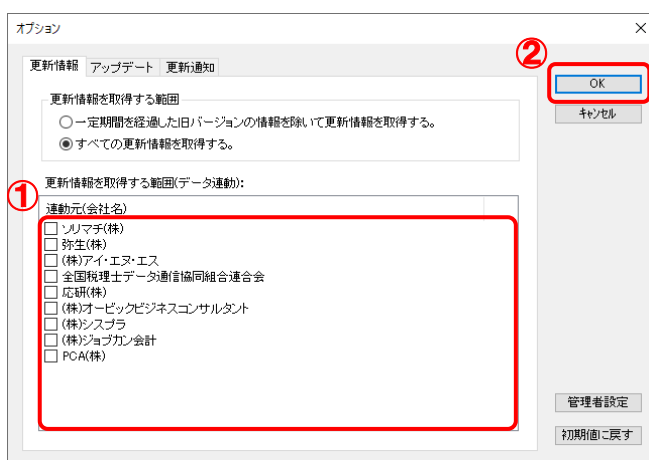 オプション
②
更新情報 アップデート 更新通知
OK
更新情報を取得する範囲
キャンセル
一定期間を経過した旧バージョンの情報を除いて更新情報を取得する。
すべての更新情報を取得する。
①
更新情報を取得する範囲(データ連動):
連動元(会社名)
ソリマチ(株)
弥生(株)
(株)アイ・エヌ・エス
全国税理士データ通信協同組合連合会
応研(株)
(株)オービックビジネスコンサルタント
(株)シスプラ
(株)ジョブカン会計
PCA(株)
管理者設定
初期値に戻す